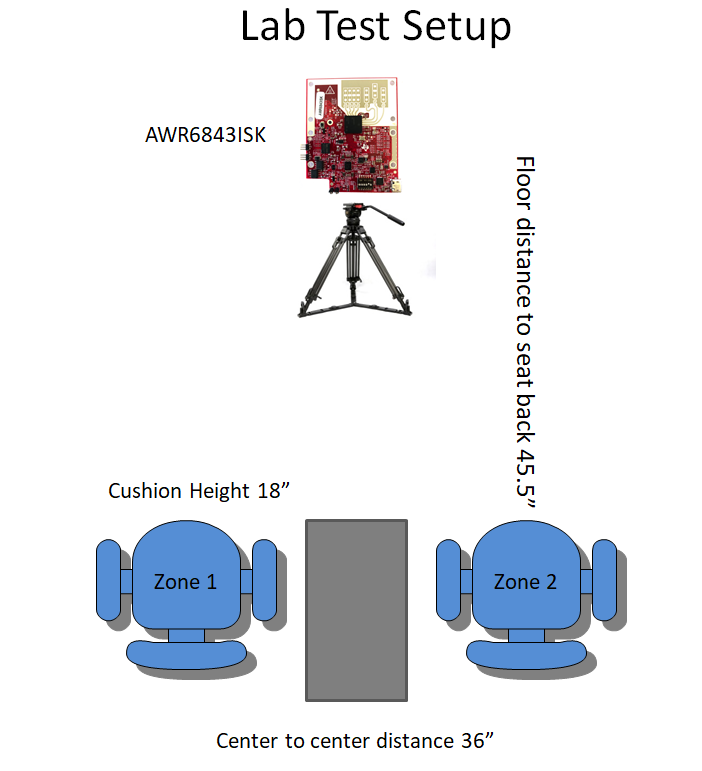 Lab Test Setup
AWR6843ISK
Floor distance to seat back 45.5”
Cushion Height 18”
Zone 1
Zone 2
Center to center distance 36”